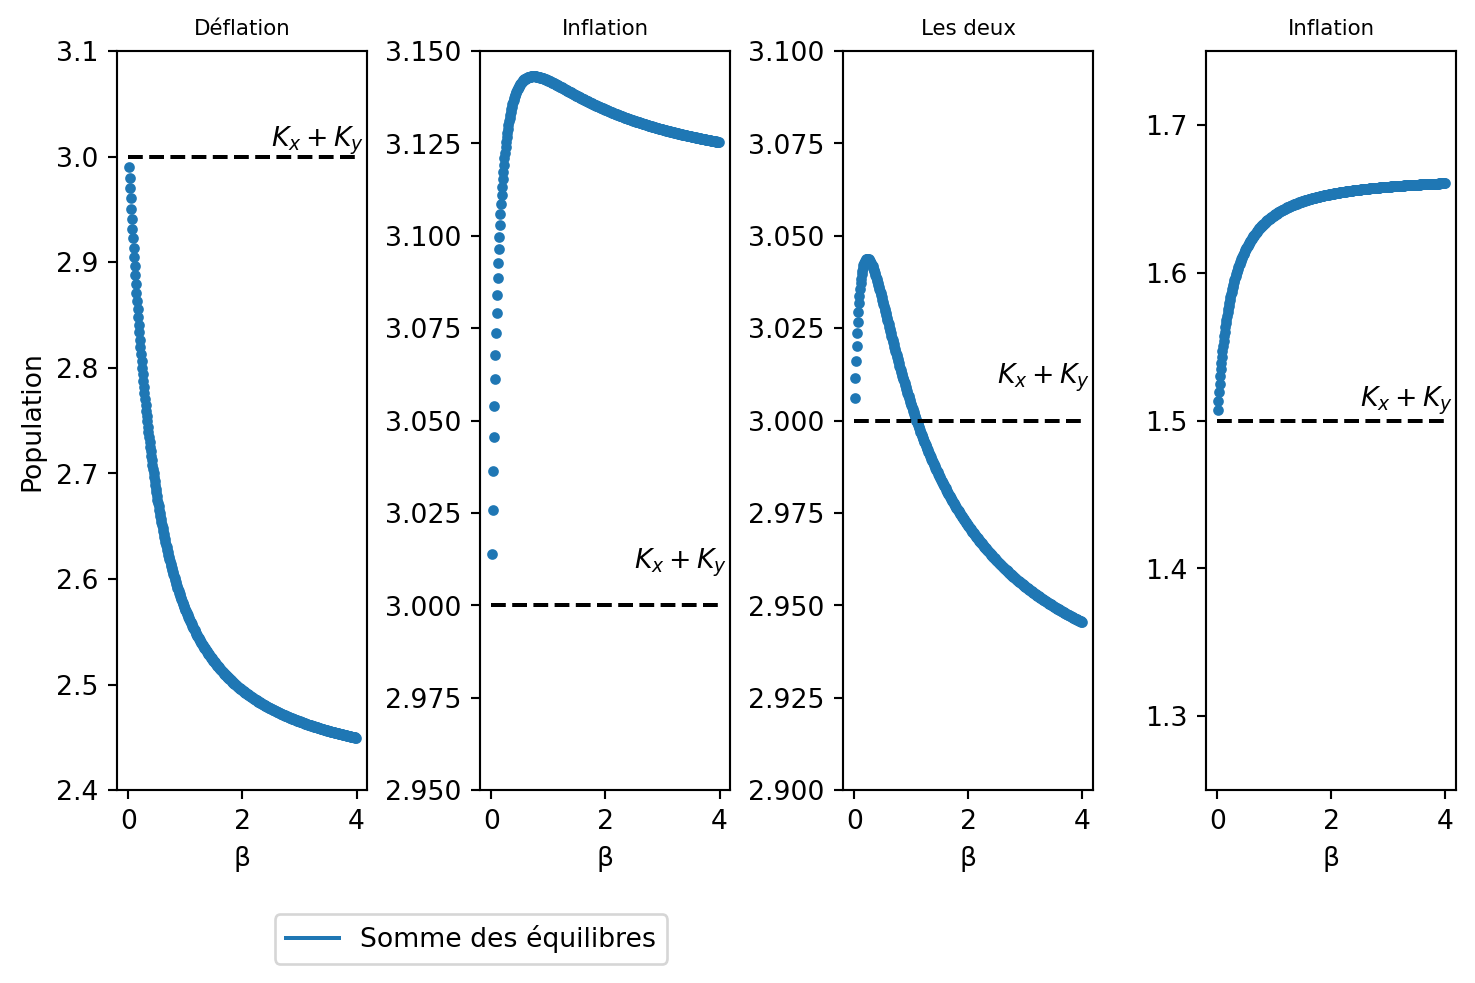 Déflation
Inflation
Les deux
Inflation
Population
3.1
3.0
2.9
2.8
2.7
2.6
2.5
2.4
K_x + K_y
0 2 4
β
3.150
3.125
3.100
3.075
3.050
3.025
3.000
2.975
2.950
K_x + K_y
0 2 4
β
3.100
3.075
3.050
3.025
3.000
2.975
2.950
2.925
2.900
K_x + K_y
0 2 4
β
1.7
1.6
1.5
1.4
1.3
K_x + K_y
0 2 4
β
Somme des équilibres